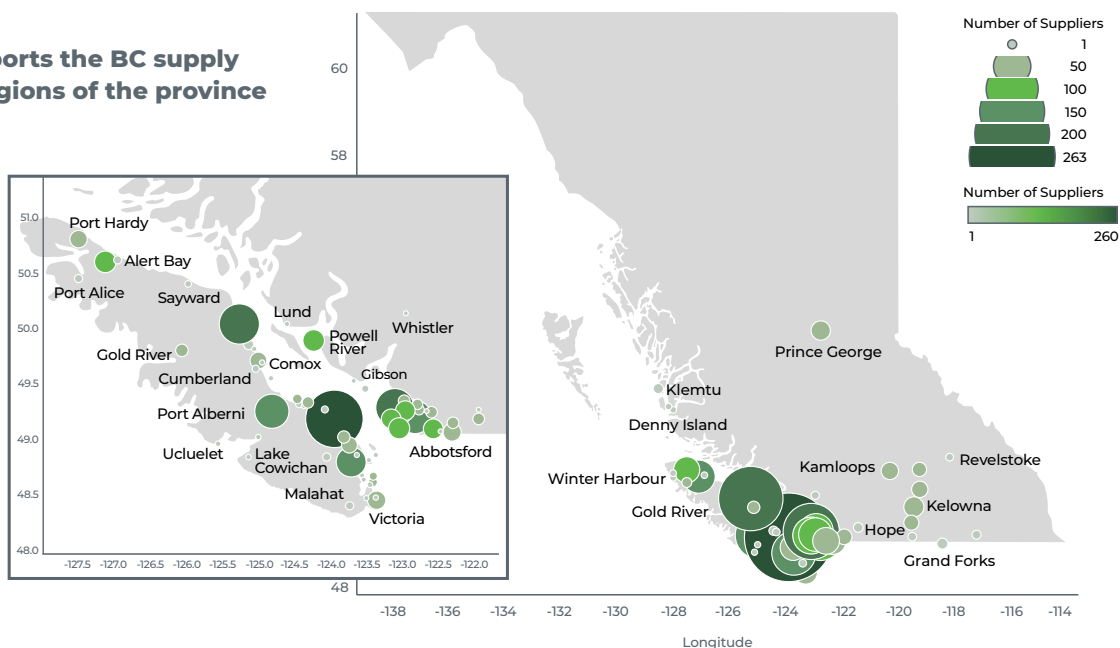 ports the BC supply
gions of the province
Number of Suppliers
1
50
100
150
200
263
Number of Suppliers
1
260
60
58
48
51.0
50.5
50.0
49.5
49.0
48.5
48.0
Port Hardy
Alert Bay
Port Alice
Sayward
Lund
Whistler
Powell
River
Gold River
Comox
Gibson
Cumberland
Port Alberni
Ucluelet
Lake
Cowichan
Abbotsford
Malahat
Victoria
-127.5
-127.0
-126.5
-126.0
-125.5
-125.0
-124.5
-124.0
-123.5
-123.0
-122.5
-122.0
Prince George
Klemtu
Denny Island
Winter Harbour
Gold River
Kamloops
Revelstoke
Kelowna
Hope
Grand Forks
-138
-136
-134
-132
-130
-128
-126
-124
-122
-120
-118
-116
-114
Longitude